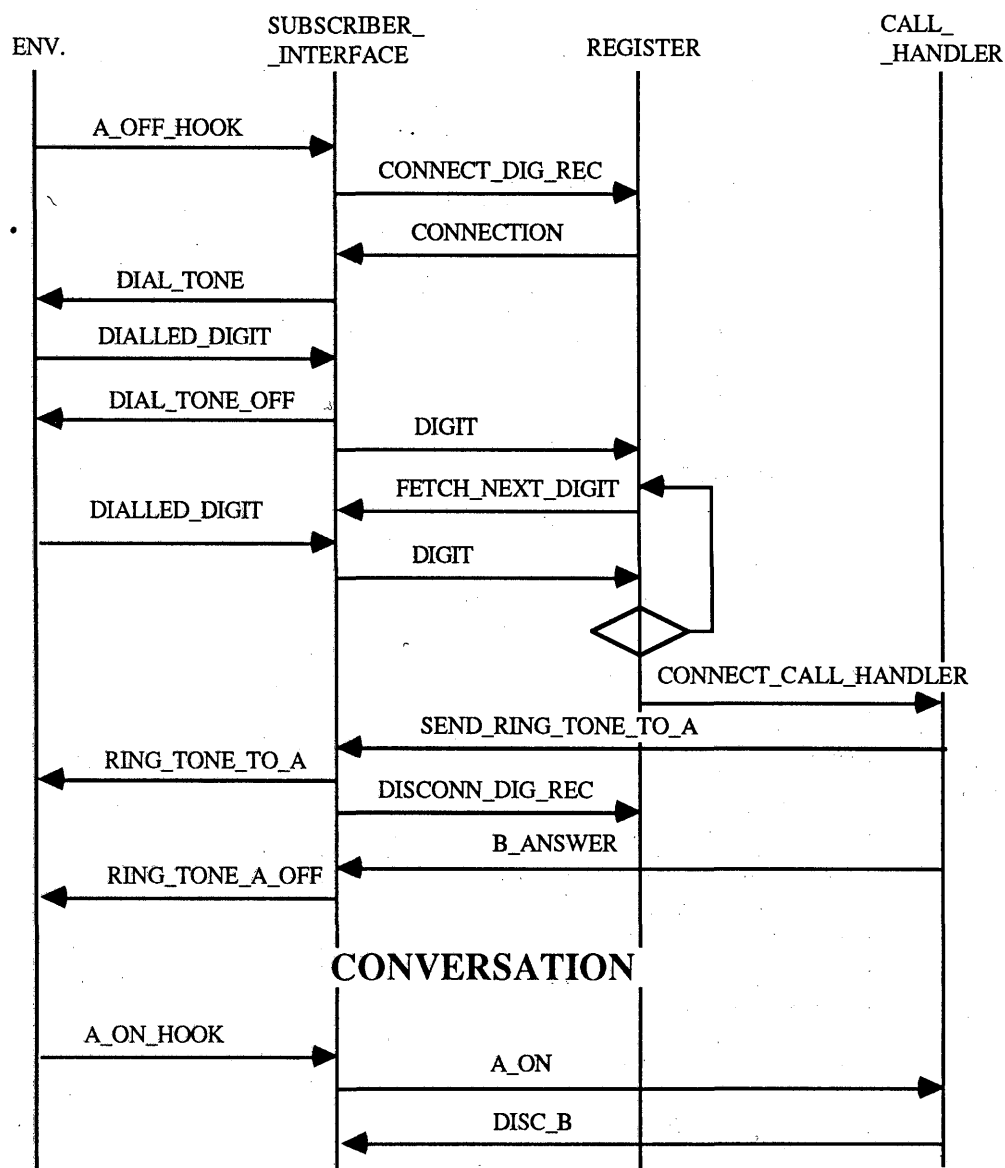 ENV.
SUBSCRIBER_
_INTERFACE
REGISTER
CALL_
_HANDLER
A_OFF_HOOK
CONNECT_DIG_REC
CONNECTION
DIAL_TONE
DIALLED_DIGIT
DIAL_TONE_OFF
DIGIT
FETCH_NEXT_DIGIT
DIALLED_DIGIT
DIGIT
CONNECT_CALL_HANDLER
SEND_RING_TONE_TO_A
RING_TONE_TO_A
DISCONN_DIG_REC
B_ANSWER
RING_TONE_A_OFF
CONVERSATION
A_ON_HOOK
A_ON
DISC_B